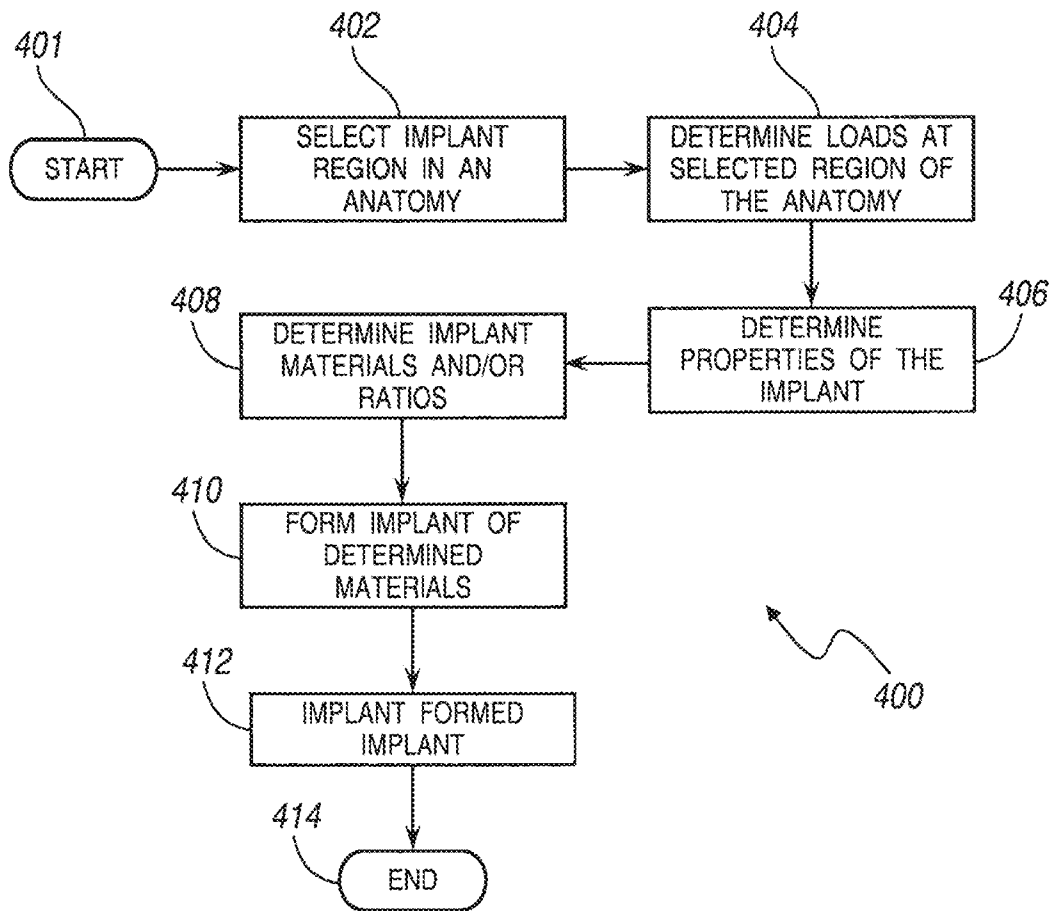 401
START
402
SELECT IMPLANT
REGION IN AN
ANATOMY
404
DETERMINE LOADS AT
SELECTED REGION OF
THE ANATOMY
406
DETERMINE
PROPERTIES OF THE
IMPLANT
408
DETERMINE IMPLANT
MATERIALS AND/OR
RATIOS
410
FORM IMPLANT OF
DETERMINED
MATERIALS
412
IMPLANT FORMED
IMPLANT
414
END
400